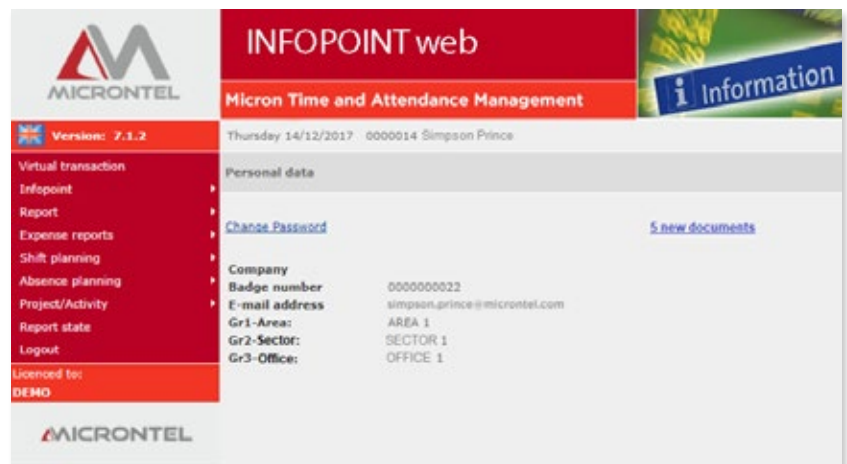 MICRONTEL
INFOPOINT web
i Information
Micron Time and Attendance Management
Version: 7.1.2
Thursday 14/12/2017 0000014 Simpson Prince
Virtual transaction
Infopoint
Report
Expense reports
Shift planning
Absence planning
Project/Activity
Report state
Logout
Licenced to:
DEMO
MICRONTEL
Personal data
Change Password
5 new documents
Company
Badge number 0000000022
E-mail address simpson.prince@microntel.com
Gr1-Area: AREA 1
Gr2-Sector: SECTOR 1
Gr3-Office: OFFICE 1